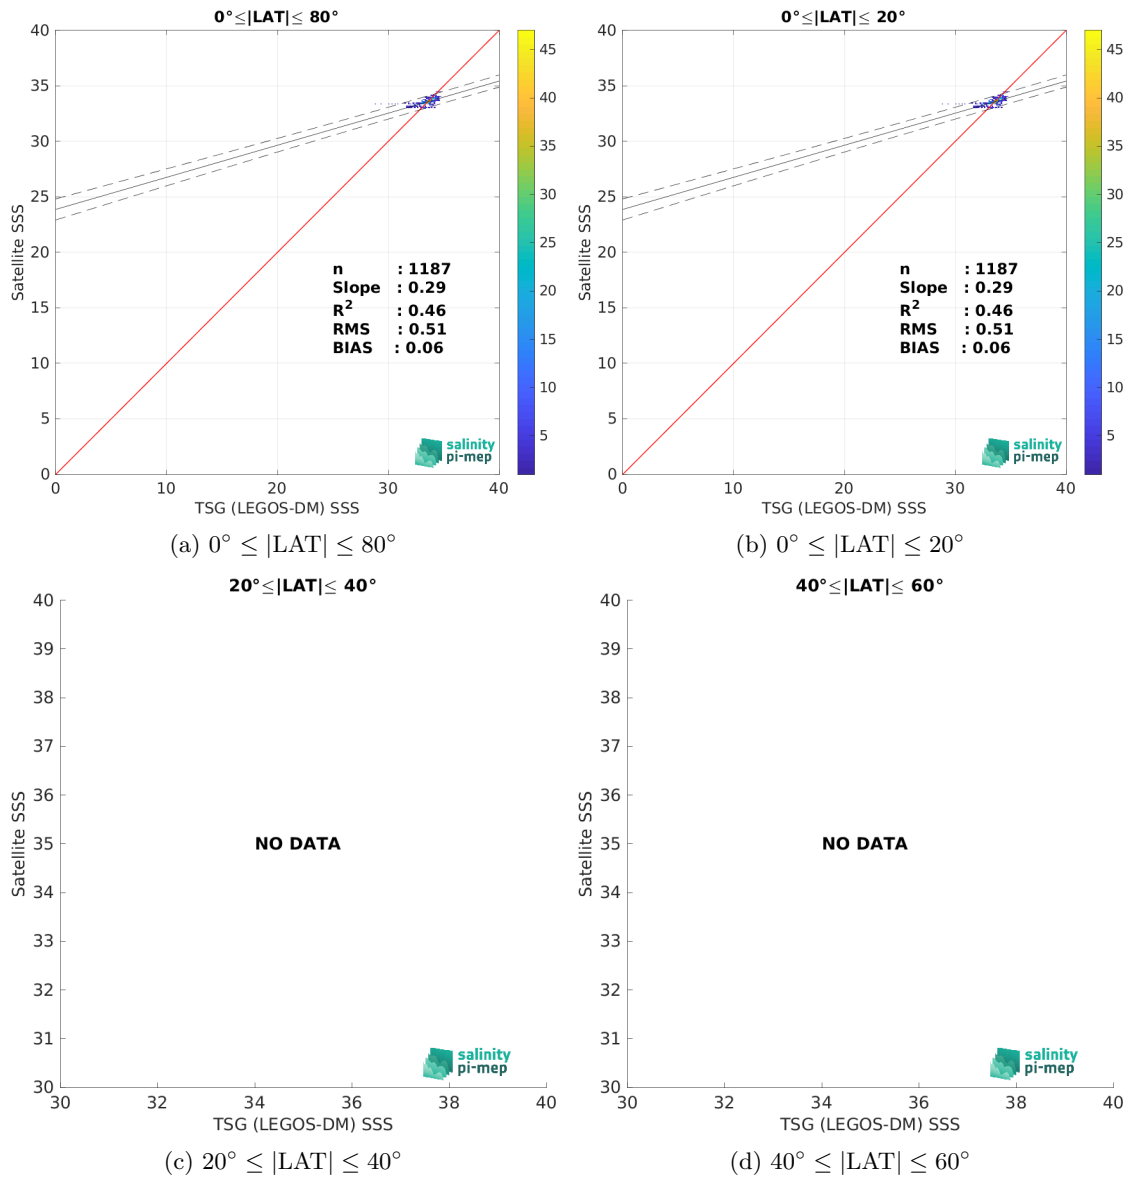 0°≤|LAT|≤ 80°
40
35
30
25
20
15
10
5
0
Satellite SSS
0
10
20
30
40
TSG (LEGOS-DM) SSS
n : 1187
Slope : 0.29
R² : 0.46
RMS : 0.51
BIAS : 0.06
salinity
pi-mep
45
40
35
30
25
20
15
10
5
(a) 0° ≤ |LAT| ≤ 80°
0°≤|LAT|≤ 20°
40
35
30
25
20
15
10
5
0
Satellite SSS
0
10
20
30
40
TSG (LEGOS-DM) SSS
n : 1187
Slope : 0.29
R² : 0.46
RMS : 0.51
BIAS : 0.06
salinity
pi-mep
45
40
35
30
25
20
15
10
5
(b) 0° ≤ |LAT| ≤ 20°
20°≤|LAT|≤ 40°
40
39
38
37
36
35
34
33
32
31
30
Satellite SSS
NO DATA
salinity
pi-mep
30
32
34
36
38
40
TSG (LEGOS-DM) SSS
(c) 20° ≤ |LAT| ≤ 40°
40°≤|LAT|≤ 60°
40
39
38
37
36
35
34
33
32
31
30
Satellite SSS
NO DATA
salinity
pi-mep
30
32
34
36
38
40
TSG (LEGOS-DM) SSS
(d) 40° ≤ |LAT| ≤ 60°